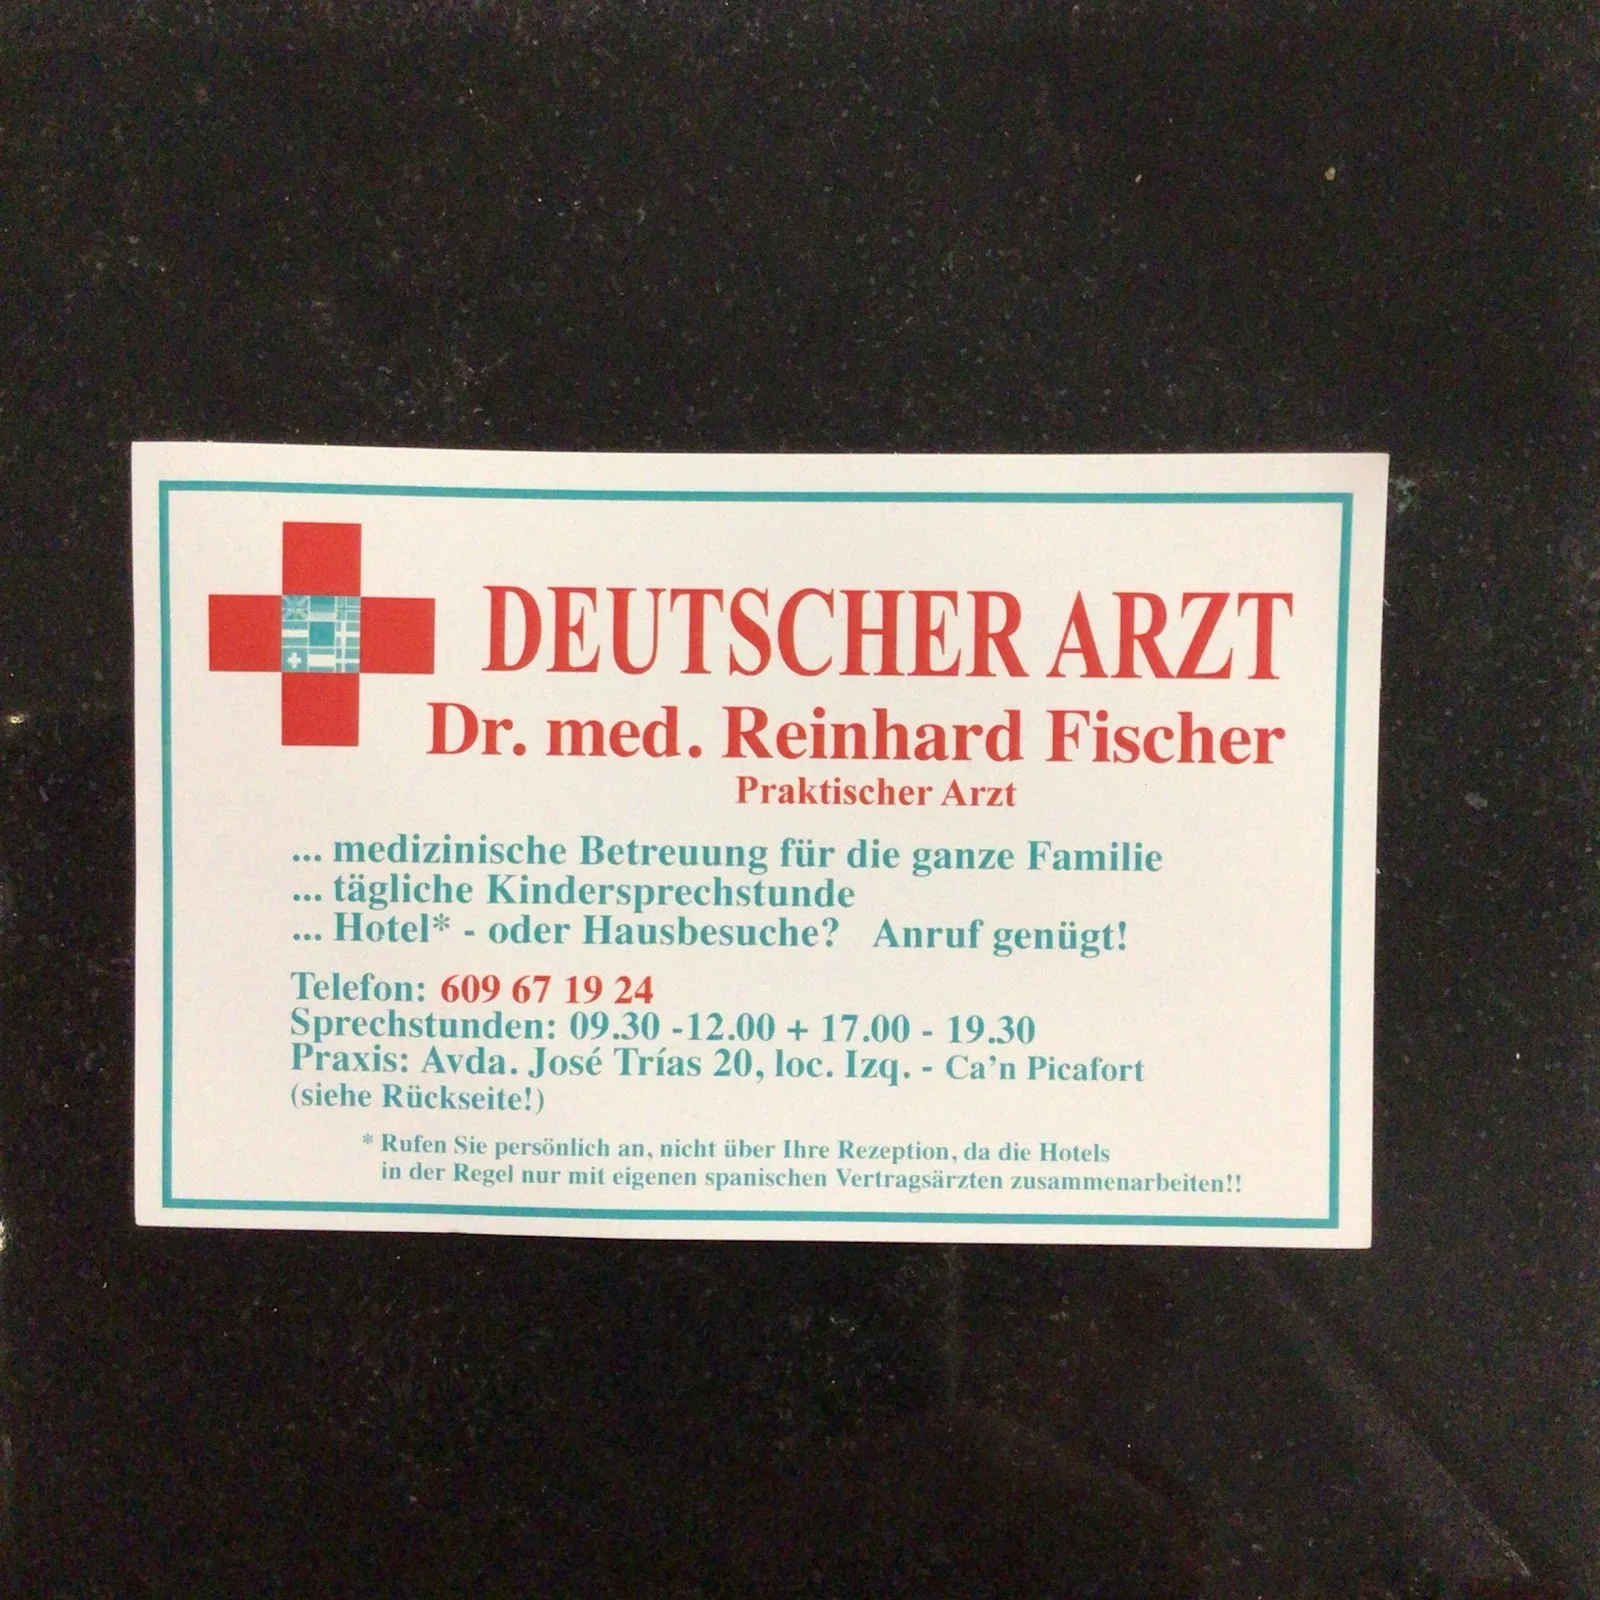 DEUTSCHER ARZT
Dr. med. Reinhard Fischer
Praktischer Arzt
... medizinische Betreuung für die ganze Familie
... tägliche Kindersprechstunde
... Hotel* - oder Hausbesuche? Anruf genügt!
Telefon: 609 67 19 24
Sprechstunden: 09.30 -12.00 + 17.00 - 19.30
Praxis: Avda. José Trías 20, loc. Izq. - Ca'n Picafort
(siehe Rückseite!)
* Rufen Sie persönlich an, nicht über Ihre Rezeption, da die Hotels
in der Regel nur mit eigenen spanischen Vertragsärzten zusammenarbeiten!!